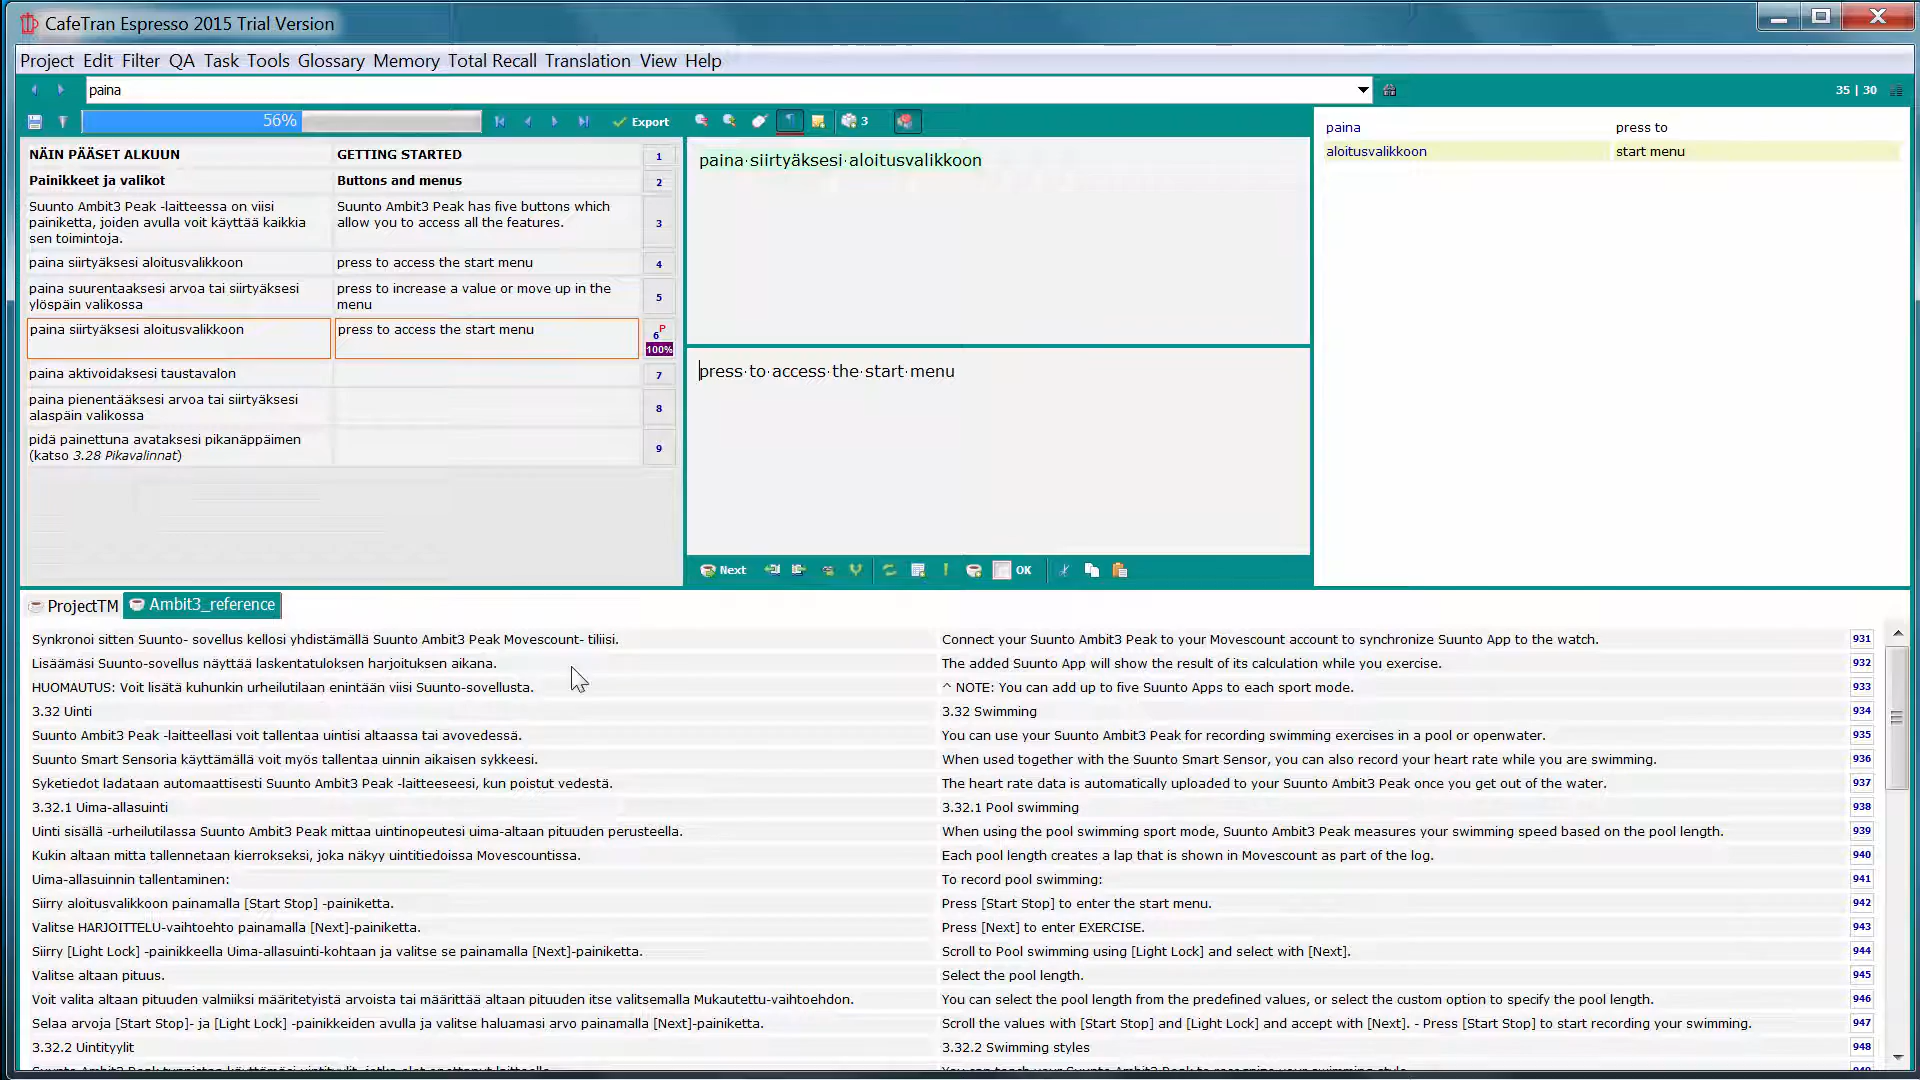 CafeTran Espresso 2015 Trial Version
Project Edit Filter QA Task Tools Glossary Memory Total Recall Translation View Help
paina
35 | 30
56%
Export
3
NÄIN PÄÄSET ALKUUN
GETTING STARTED
1
Painikkeet ja valikot
Buttons and menus
2
Suunto Ambit3 Peak -laitteessa on viisi
painiketta, joiden avulla voit käyttää kaikkia
sen toimintoja.
Suunto Ambit3 Peak has five buttons which
allow you to access all the features.
3
paina siirtyäksesi aloitusvalikkoon
press to access the start menu
4
paina suurentaaksesi arvoa tai siirtyäksesi
ylöspäin valikossa
press to increase a value or move up in the
menu
5
paina siirtyäksesi aloitusvalikkoon
press to access the start menu
6 P
100%
paina aktivoidaksesi taustavalon
7
paina pienentääksesi arvoa tai siirtyäksesi
alaspäin valikossa
8
pidä painettuna avataksesi pikanäppäimen
(katso 3.28 Pikavalinnat)
9
paina·siirtyäksesi·aloitusvalikkoon
press·to·access·the·start·menu
Next
OK
paina press to
aloitusvalikkoon start menu
ProjectTM Ambit3_reference
Synkronoi sitten Suunto- sovellus kellosi yhdistämällä Suunto Ambit3 Peak Movescount- tiliisi. Connect your Suunto Ambit3 Peak to your Movescount account to synchronize Suunto App to the watch. 931
Lisäämäsi Suunto-sovellus näyttää laskentatuloksen harjoituksen aikana. The added Suunto App will show the result of its calculation while you exercise. 932
HUOMAUTUS: Voit lisätä kuhunkin urheilutilaan enintään viisi Suunto-sovellusta. ^ NOTE: You can add up to five Suunto Apps to each sport mode. 933
3.32 Uinti 3.32 Swimming 934
Suunto Ambit3 Peak -laitteellasi voit tallentaa uintisi altaassa tai avovedessä. You can use your Suunto Ambit3 Peak for recording swimming exercises in a pool or openwater. 935
Suunto Smart Sensoria käyttämällä voit myös tallentaa uinnin aikaisen sykkeesi. When used together with the Suunto Smart Sensor, you can also record your heart rate while you are swimming. 936
Syketiedot ladataan automaattisesti Suunto Ambit3 Peak -laitteeseesi, kun poistut vedestä. The heart rate data is automatically uploaded to your Suunto Ambit3 Peak once you get out of the water. 937
3.32.1 Uima-allasuinti 3.32.1 Pool swimming 938
Uinti sisällä -urheilutilassa Suunto Ambit3 Peak mittaa uintinopeutesi uima-altaan pituuden perusteella. When using the pool swimming sport mode, Suunto Ambit3 Peak measures your swimming speed based on the pool length. 939
Kukin altaan mitta tallennetaan kierrokseksi, joka näkyy uintitiedoissa Movescountissa. Each pool length creates a lap that is shown in Movescount as part of the log. 940
Uima-allasuinnin tallentaminen: To record pool swimming: 941
Siirry aloitusvalikkoon painamalla [Start Stop] -painiketta. Press [Start Stop] to enter the start menu. 942
Valitse HARJOITTELU-vaihtoehto painamalla [Next]-painiketta. Press [Next] to enter EXERCISE. 943
Siirry [Light Lock] -painikkeella Uima-allasuinti-kohtaan ja valitse se painamalla [Next]-painiketta. Scroll to Pool swimming using [Light Lock] and select with [Next]. 944
Valitse altaan pituus. Select the pool length. 945
Voit valita altaan pituuden valmiiksi määritetyistä arvoista tai määrittää altaan pituuden itse valitsemalla Mukautettu-vaihtoehdon. You can select the pool length from the predefined values, or select the custom option to specify the pool length. 946
Selaa arvoja [Start Stop]- ja [Light Lock] -painikkeiden avulla ja valitse haluamasi arvo painamalla [Next]-painiketta. Scroll the values with [Start Stop] and [Light Lock] and accept with [Next]. - Press [Start Stop] to start recording your swimming. 947
3.32.2 Uintityylit 3.32.2 Swimming styles 948